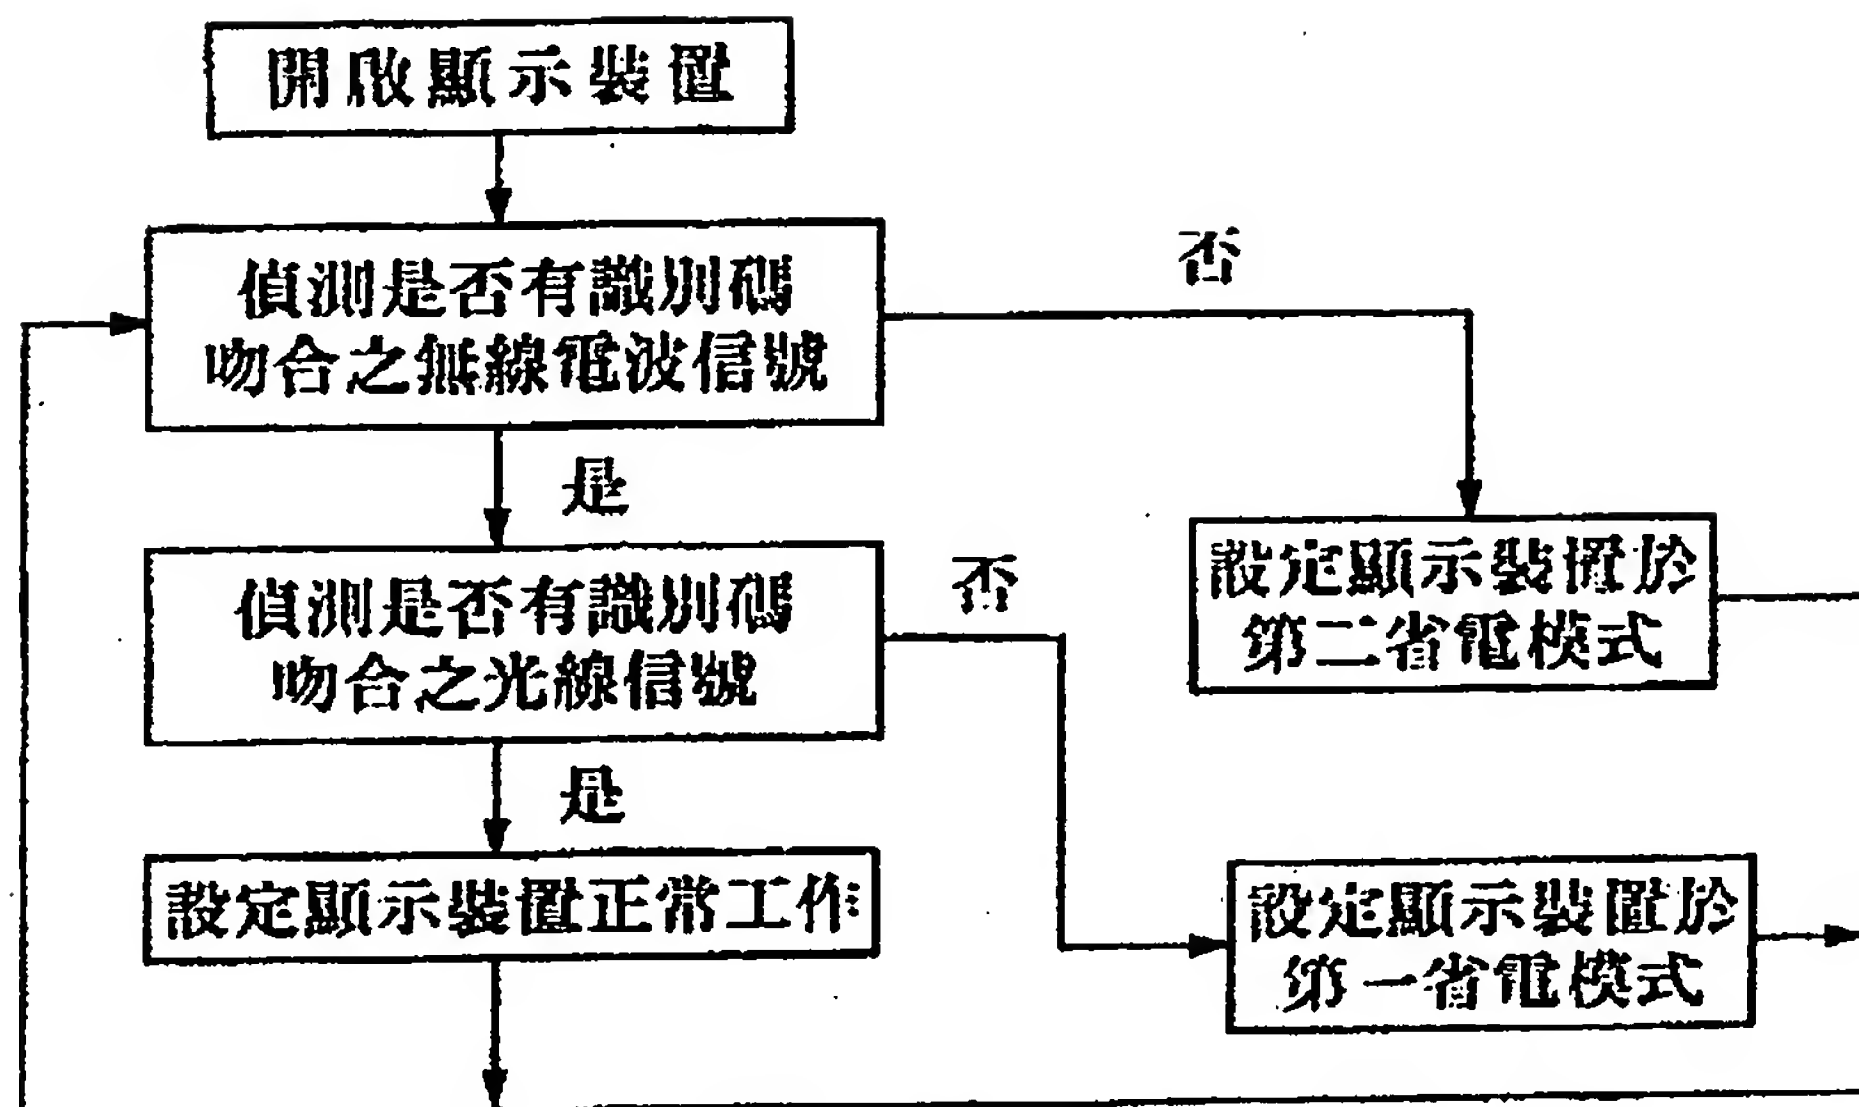 開啟顯示裝置
偵測是否有識別碼
吻合之無線電波信號
否
是
偵測是否有識別碼
吻合之光線信號
否
設定顯示裝置於
第二省電模式
是
設定顯示裝置正常工作
設定顯示裝置於
第一省電模式